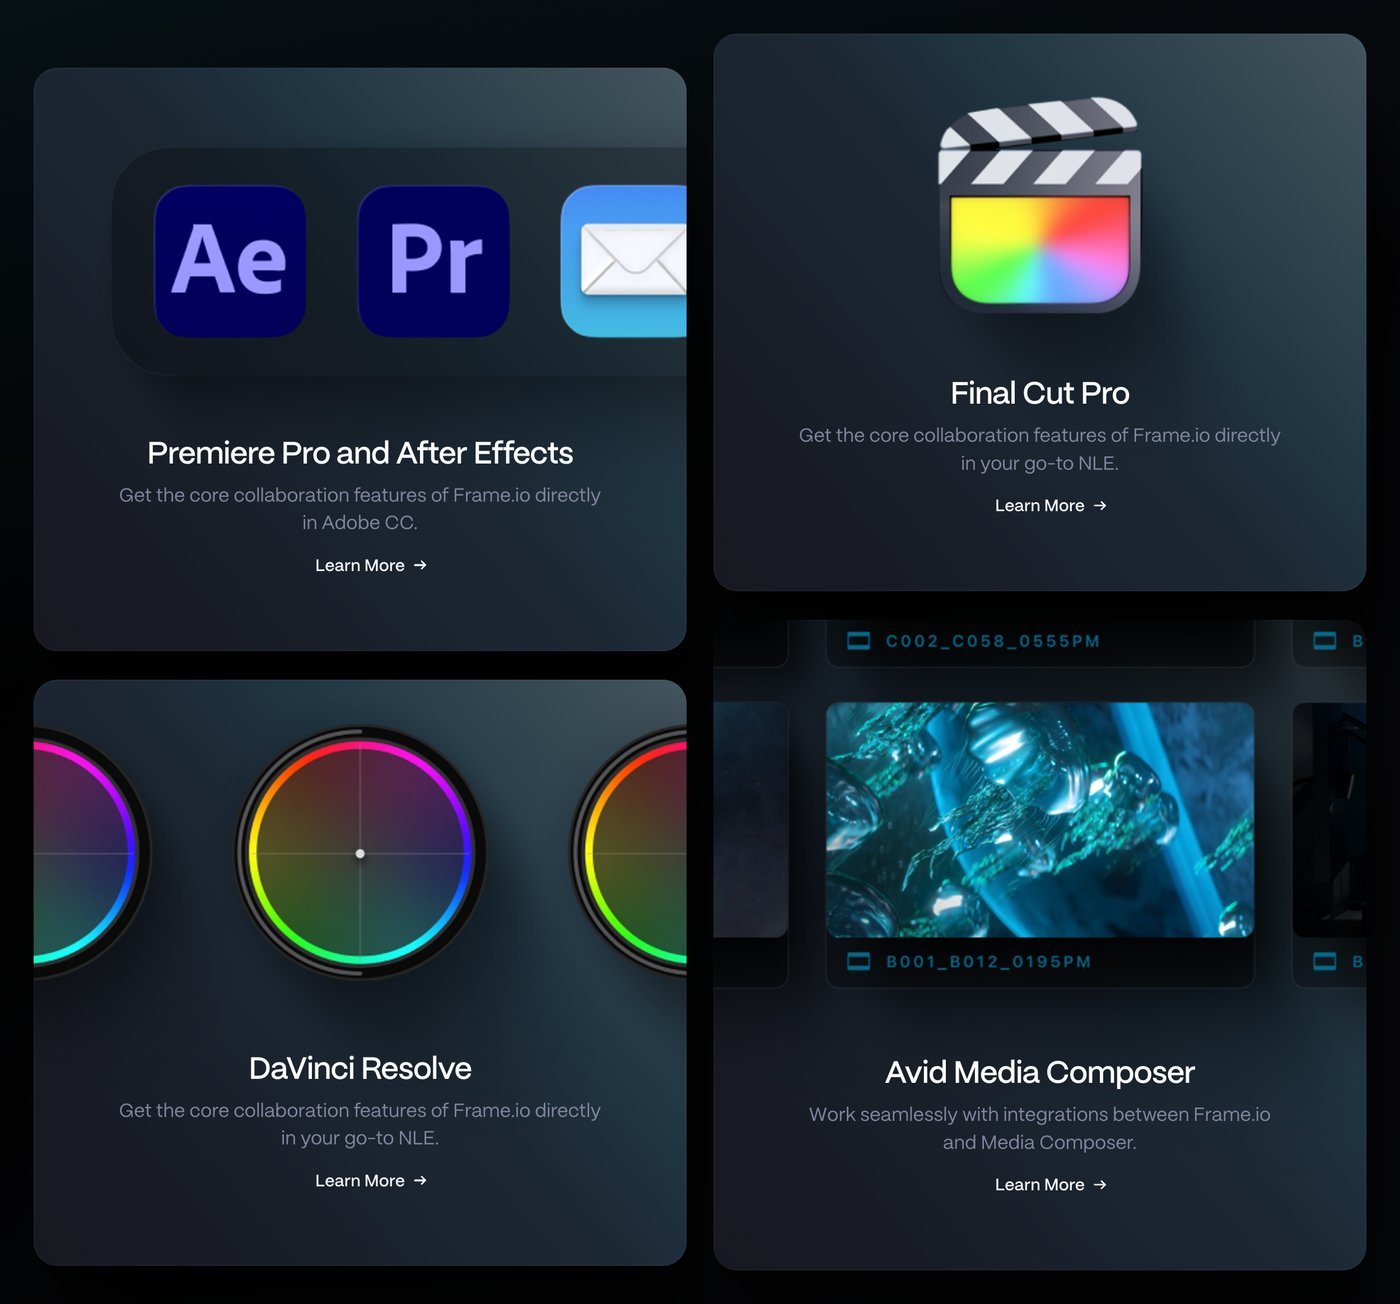 Ae
Pr
Premiere Pro and After Effects
Get the core collaboration features of Frame.io directly
in Adobe CC.
Learn More →
Final Cut Pro
Get the core collaboration features of Frame.io directly
in your go-to NLE.
Learn More →
DaVinci Resolve
Get the core collaboration features of Frame.io directly
in your go-to NLE.
Learn More →
C002_C058_0555PM
B
B001_B012_0195PM
B
Avid Media Composer
Work seamlessly with integrations between Frame.io
and Media Composer.
Learn More →